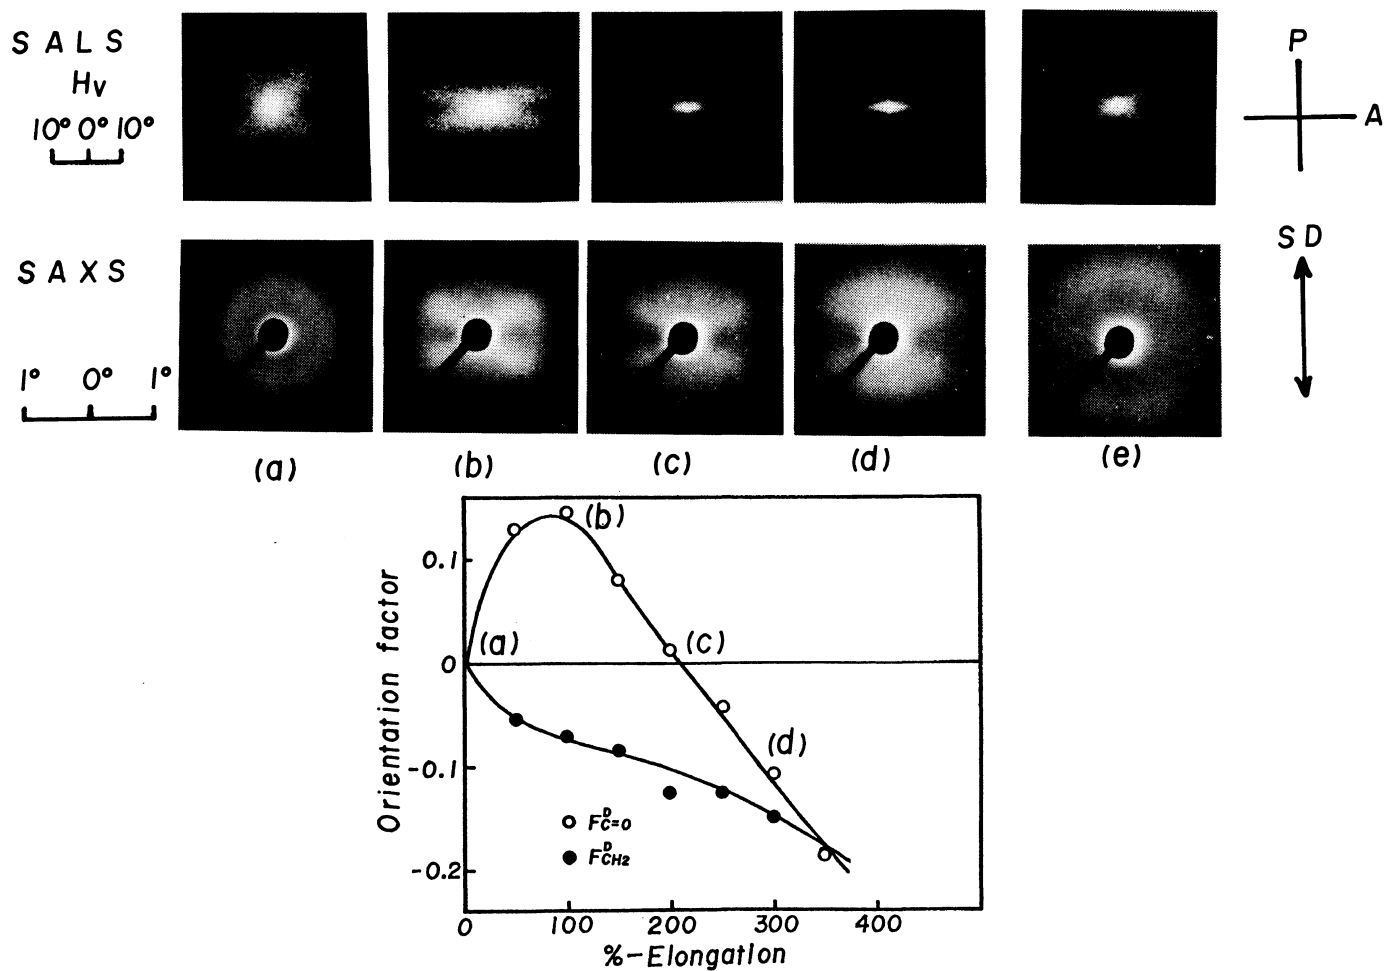 S A L S
Hv
10° 0° 10°
P
A
S A X S
1° 0° 1°
S D
(a) (b) (c) (d) (e)
Orientation factor
0.1
0
-0.1
-0.2
(a)
(b)
(c)
(d)
F^D_C=O
F^D_CH2
0 100 200 300 400
%-Elongation